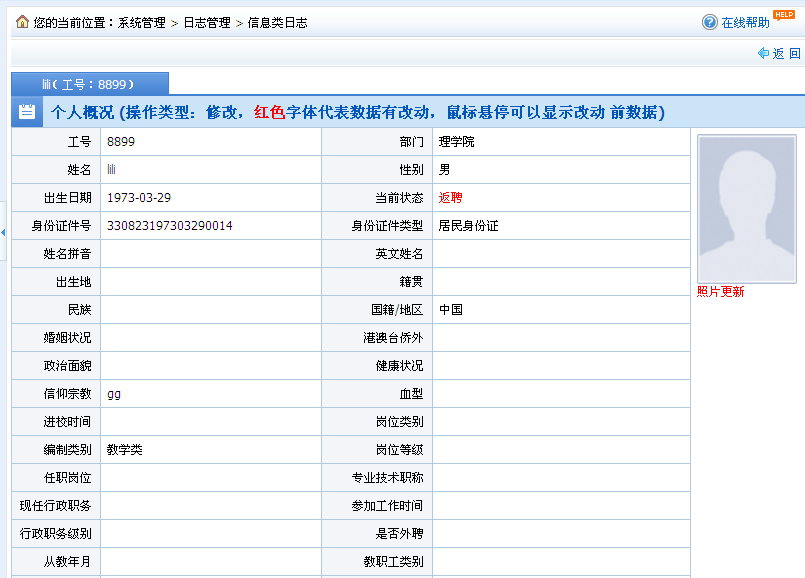 您的当前位置：系统管理 > 日志管理 > 信息类日志
在线帮助 HELP
返 回
lili( 工号：8899 )
个人概况 (操作类型：修改，红色字体代表数据有改动，鼠标悬停可以显示改动 前数据)
工号 8899 部门 理学院
姓名 lili 性别 男
出生日期 1973-03-29 当前状态 返聘
身份证件号 330823197303290014 身份证件类型 居民身份证
姓名拼音 英文姓名
出生地 籍贯
民族 国籍/地区 中国
婚姻状况 港澳台侨外
政治面貌 健康状况
信仰宗教 gg 血型
进校时间 岗位类别
编制类别 教学类 岗位等级
任职岗位 专业技术职称
现任行政职务 参加工作时间
行政职务级别 是否外聘
从教年月 教职工类别
照片更新